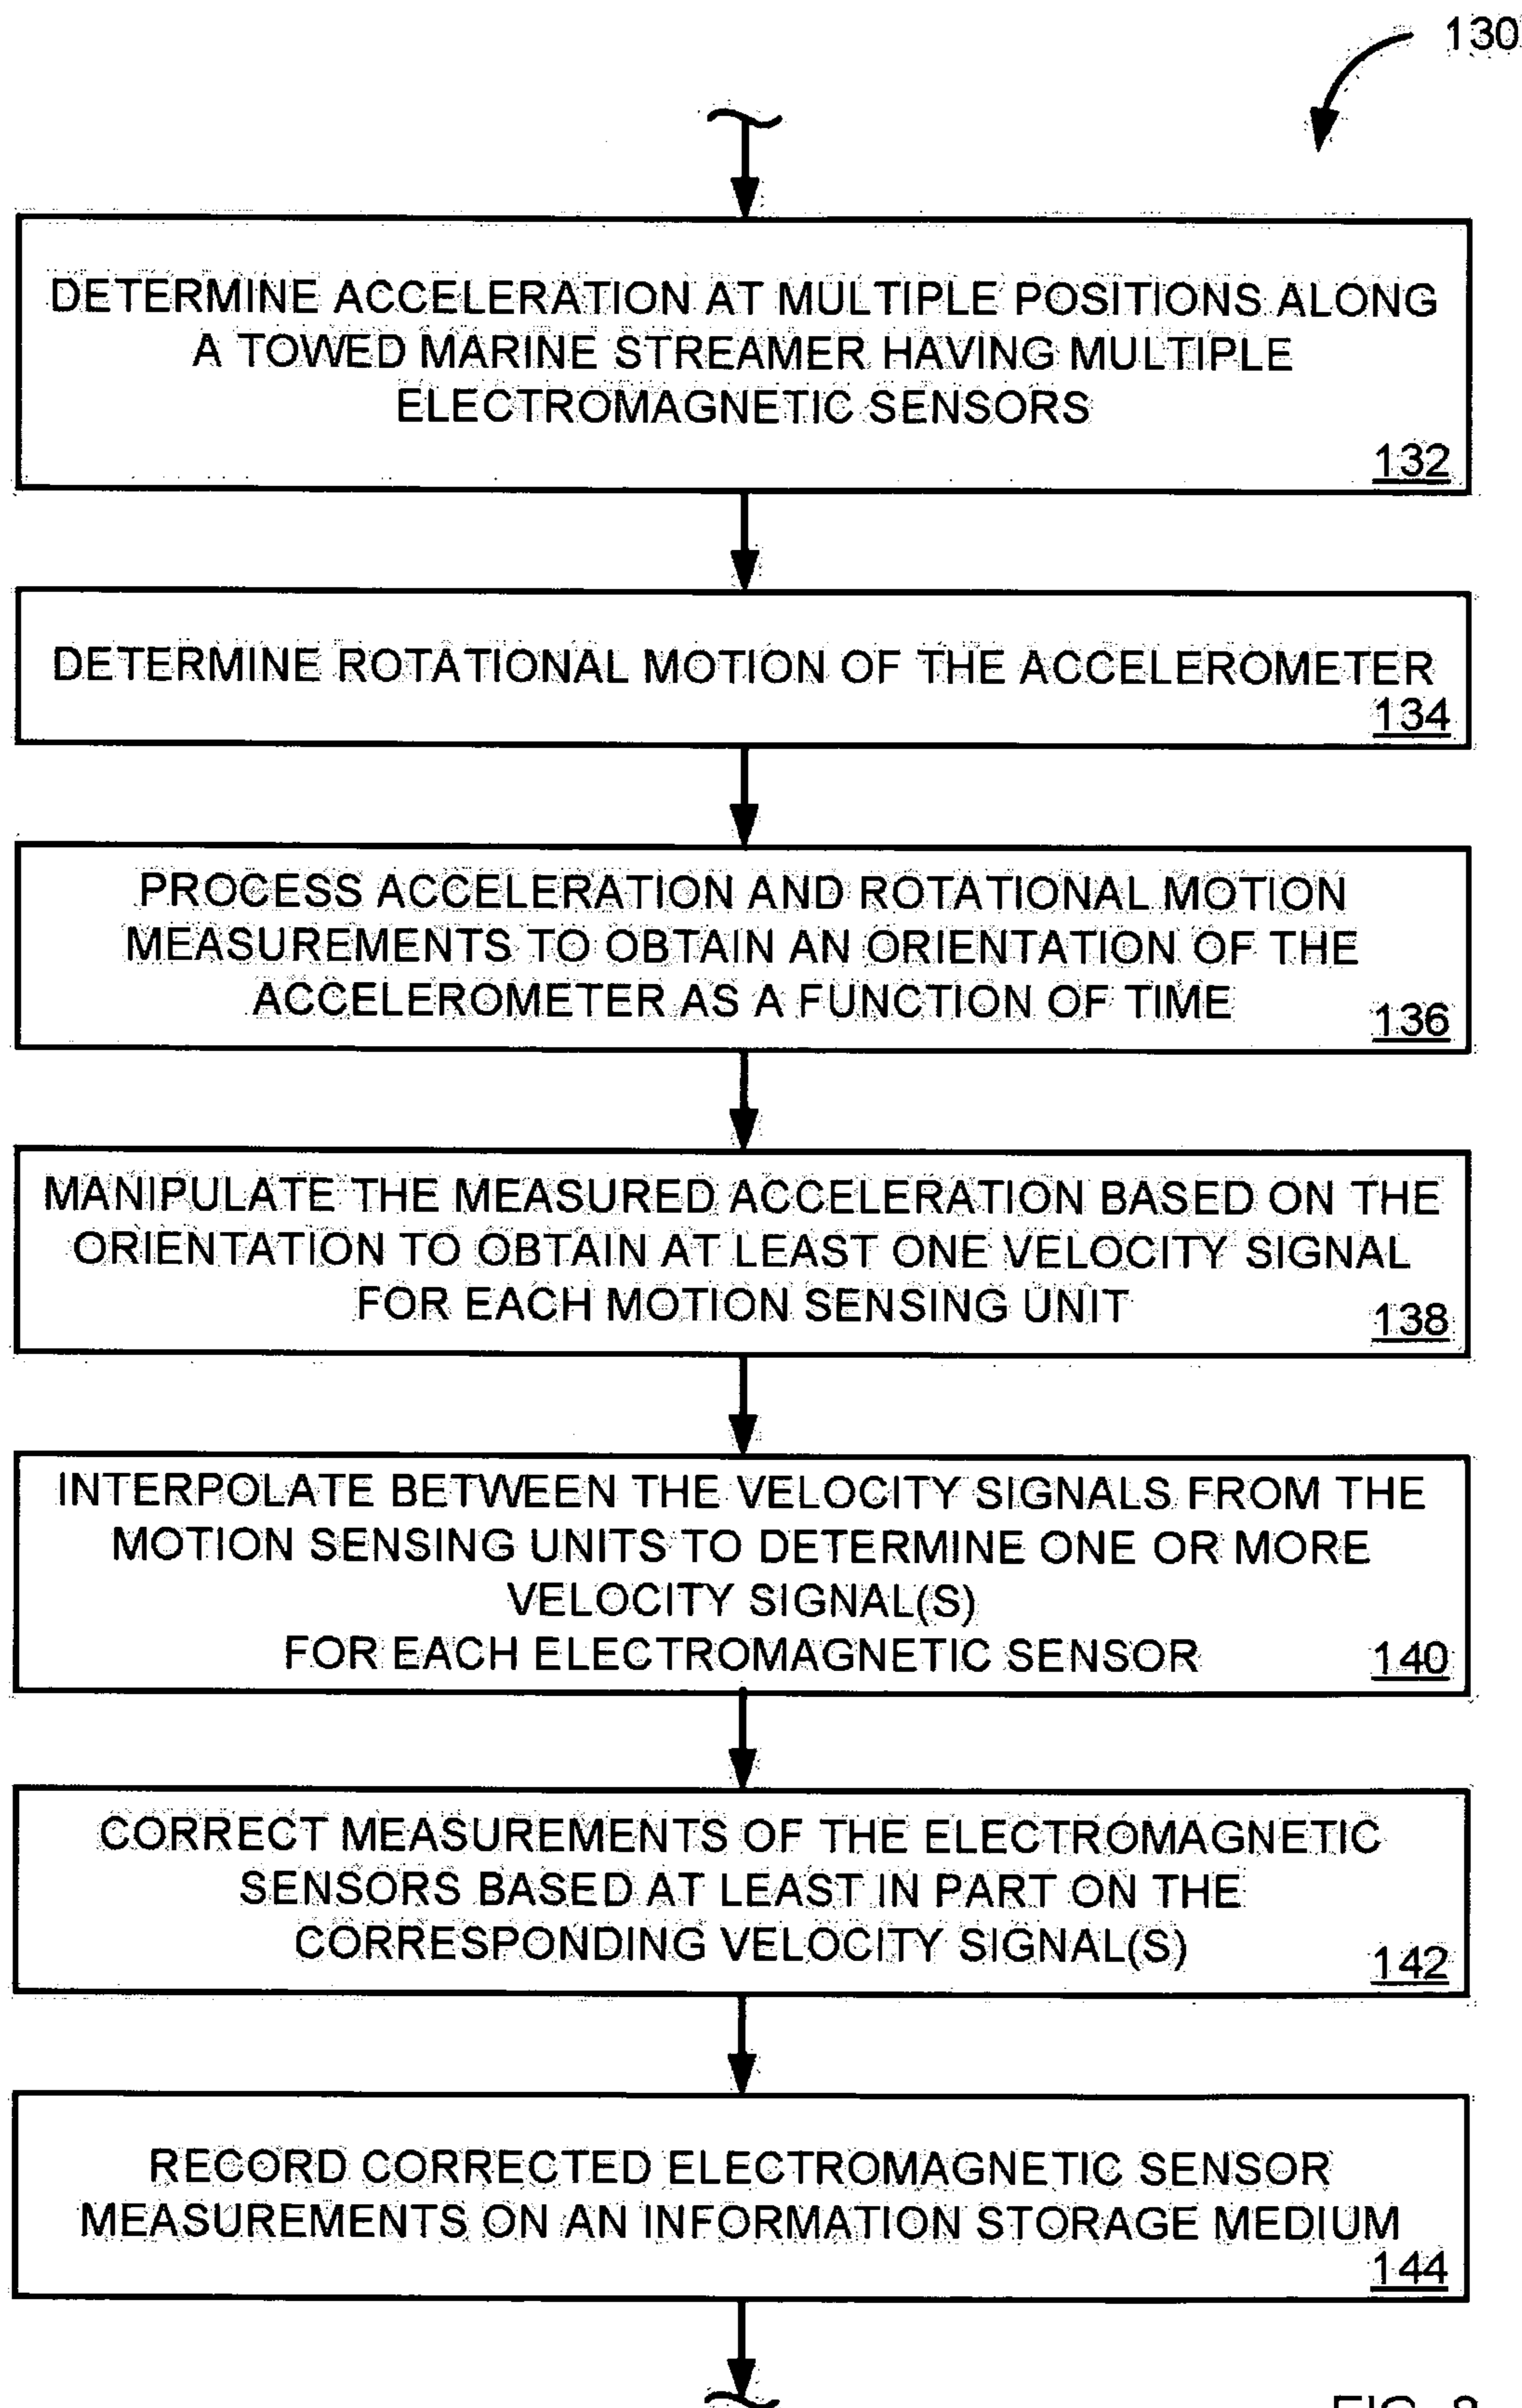 130
DETERMINE ACCELERATION AT MULTIPLE POSITIONS ALONG
A TOWED MARINE STREAMER HAVING MULTIPLE
ELECTROMAGNETIC SENSORS
132
DETERMINE ROTATIONAL MOTION OF THE ACCELEROMETER
134
PROCESS ACCELERATION AND ROTATIONAL MOTION
MEASUREMENTS TO OBTAIN AN ORIENTATION OF THE
ACCELEROMETER AS A FUNCTION OF TIME
136
MANIPULATE THE MEASURED ACCELERATION BASED ON THE
ORIENTATION TO OBTAIN AT LEAST ONE VELOCITY SIGNAL
FOR EACH MOTION SENSING UNIT
138
INTERPOLATE BETWEEN THE VELOCITY SIGNALS FROM THE
MOTION SENSING UNITS TO DETERMINE ONE OR MORE
VELOCITY SIGNAL(S)
FOR EACH ELECTROMAGNETIC SENSOR
140
CORRECT MEASUREMENTS OF THE ELECTROMAGNETIC
SENSORS BASED AT LEAST IN PART ON THE
CORRESPONDING VELOCITY SIGNAL(S)
142
RECORD CORRECTED ELECTROMAGNETIC SENSOR
MEASUREMENTS ON AN INFORMATION STORAGE MEDIUM
144
FIG.